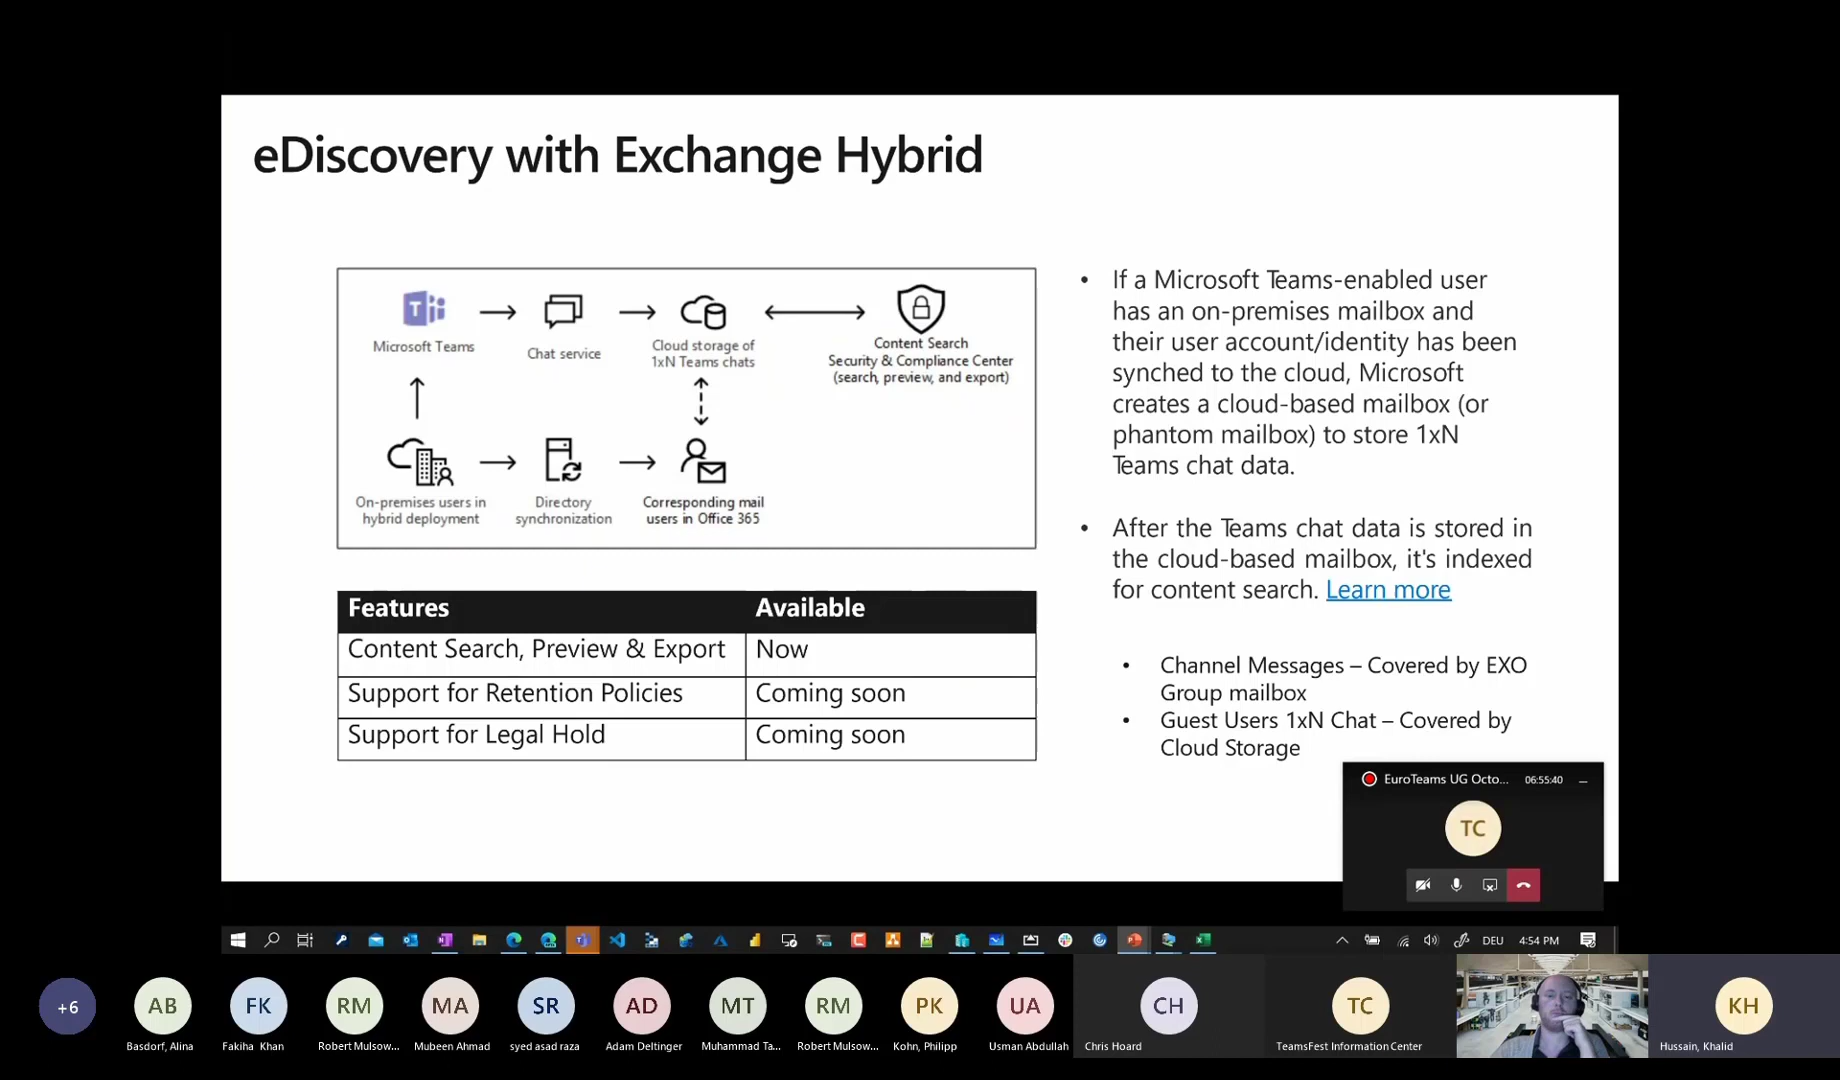 eDiscovery with Exchange Hybrid
Microsoft Teams
Chat service
Cloud storage of
1xN Teams chats
Content Search
Security & Compliance Center
(search, preview, and export)
On-premises users in
hybrid deployment
Directory
synchronization
Corresponding mail
users in Office 365
Features Available
Content Search, Preview & Export Now
Support for Retention Policies Coming soon
Support for Legal Hold Coming soon
• If a Microsoft Teams-enabled user
has an on-premises mailbox and
their user account/identity has been
synched to the cloud, Microsoft
creates a cloud-based mailbox (or
phantom mailbox) to store 1xN
Teams chat data.
• After the Teams chat data is stored in
the cloud-based mailbox, it's indexed
for content search. Learn more
• Channel Messages – Covered by EXO
Group mailbox
• Guest Users 1xN Chat – Covered by
Cloud Storage
EuroTeams UG Octo... 06:55:40
TC
DEU 4:54 PM
+6
AB
FK
RM
MA
SR
AD
MT
RM
PK
UA
CH
TC
KH
Basdorf, Alina
Fakiha Khan
Robert Mulsow...
Mubeen Ahmad
syed asad raza
Adam Deltinger
Muhammad Ta...
Robert Mulsow...
Kohn, Philipp
Usman Abdullah
Chris Hoard
TeamsFest Information Center
Hussain, Khalid